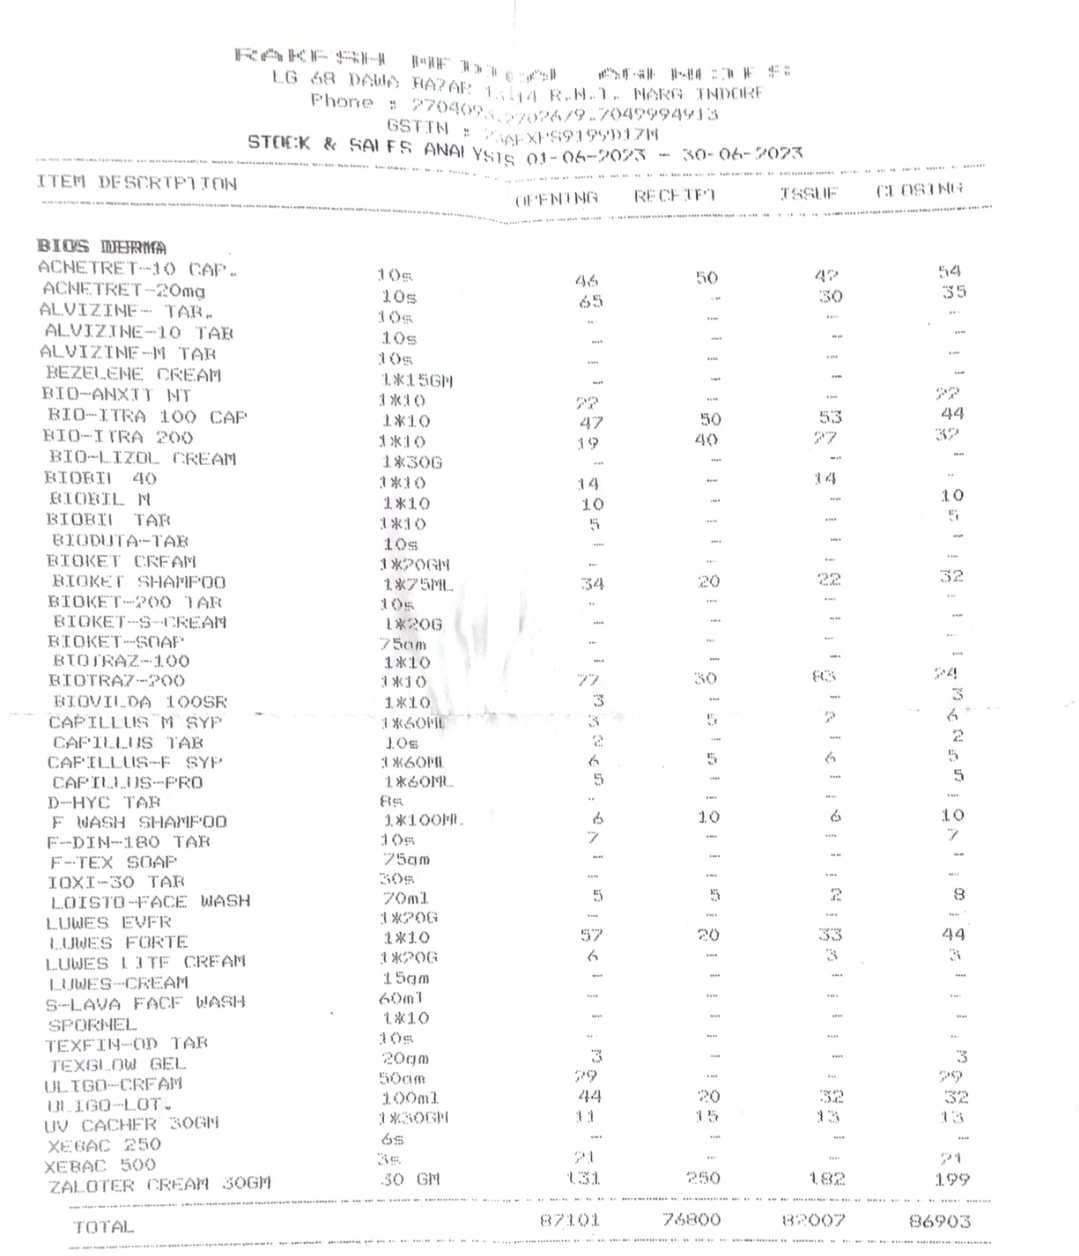 RAKESH MEDICAL AGENCIES
LG 68 DAWA BAZAR 13-14 R.N.T. MARG INDORE
Phone : 2704093, 9.7049994913
GSTIN :
STOCK & SALES ANALYSIS 01-06-2023 - 30-06-2023
ITEM DESCRIPTION OPENING RECEIPT ISSUE CLOSING
BIOS DERMA
ACNETRET-10 CAP. 10s 46 50 42 54
ACNETRET-20mg 10s 65 - 30 35
ALVIZINE- TAB. 10s - - - -
ALVIZINE-10 TAB 10s - - - -
ALVIZINE-M TAB 10s - - - -
BEZELENE CREAM 1*15GM - - - -
BIO-ANXIT NT 1*10 22 - - 22
BIO-ITRA 100 CAP 1*10 47 50 53 44
BIO-ITRA 200 1*10 19 40 27 32
BIO-LIZOL CREAM 1*30G - - - -
BIOBIL 40 1*10 14 - 14 -
BIOBIL M 1*10 10 - - 10
BIOBIL TAB 1*10 5 - - 5
BIODUTA-TAB 10s - - - -
BIOKET CREAM 1*20GM - - - -
BIOKET SHAMPOO 1*75ML 34 20 22 32
BIOKET-200 TAB 10s - - - -
BIOKET-S-CREAM 1*20G - - - -
BIOKET-SOAP 75gm - - - -
BIOTRAZ-100 1*10 - - - -
BIOTRAZ-200 1*10 77 30 83 24
BIOVILDA 100SR 1*10 3 - - 3
CAPILLUS M SYP 1*60ML 3 5 2 6
CAPILLUS TAB 10s 2 - - 2
CAPILLUS-F SYP 1*60ML 6 5 6 5
CAPILLUS-PRO 1*60ML 5 - - 5
D-HYC TAB 8s - - - -
F WASH SHAMPOO 1*100ML 6 10 6 10
F-DIN-180 TAB 10s 7 - - 7
F-TEX SOAP 75gm - - - -
IOXI-30 TAB 30s - - - -
LOISTO-FACE WASH 70ml 5 5 2 8
LUWES EVER 1*20G - - - -
LUWES FORTE 1*10 57 20 33 44
LUWES LITE CREAM 1*20G 6 - 3 3
LUWES-CREAM 15gm - - - -
S-LAVA FACE WASH 60ml - - - -
SPORNEL 1*10 - - - -
TEXFIN-OD TAB 10s - - - -
TEXGLOW GEL 20gm 3 - - 3
ULIGO-CREAM 50gm 29 - - 29
ULIGO-LOT. 100ml 44 20 32 32
UV CACHER 30GM 1*30GM 11 15 13 13
XEBAC 250 6s - - - -
XEBAC 500 3s 21 - - 21
ZALOTER CREAM 30GM 30 GM 131 250 182 199
TOTAL 87101 76800 82007 86903